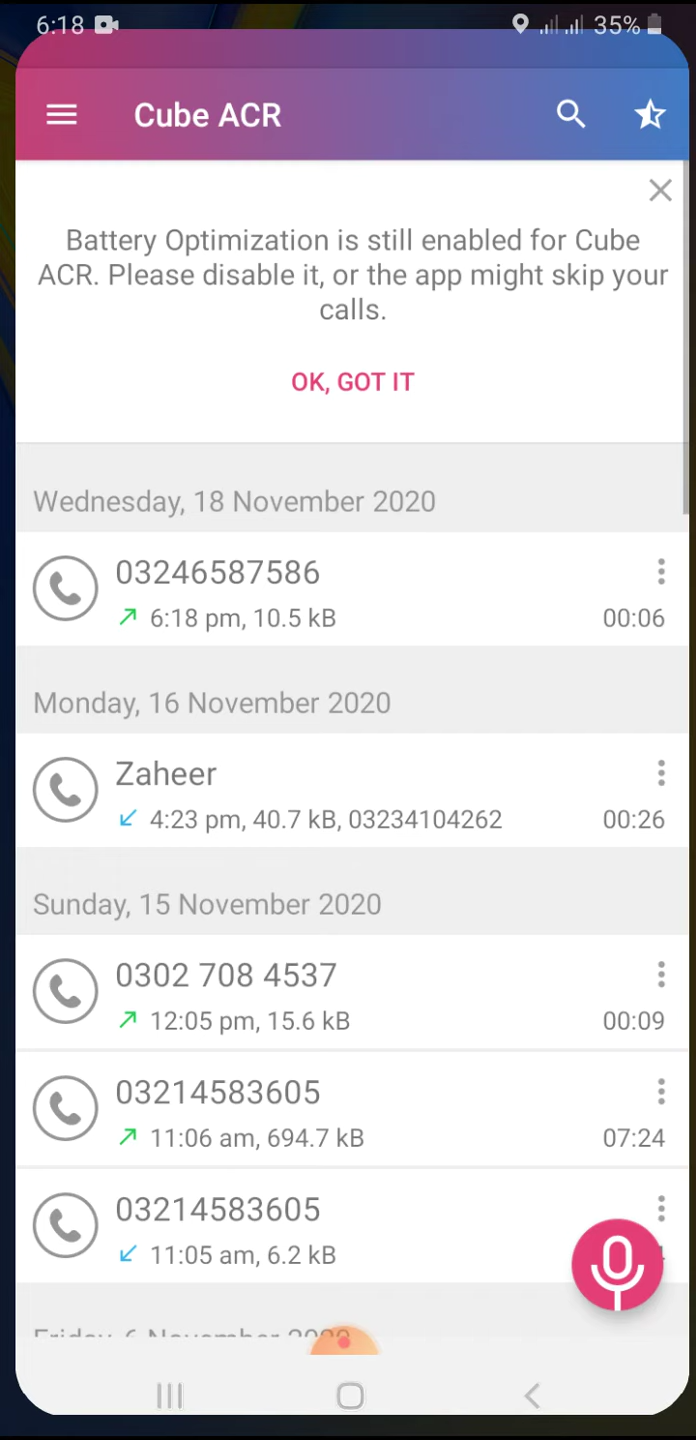 6:18 35%
Cube ACR
Battery Optimization is still enabled for Cube
ACR. Please disable it, or the app might skip your
calls.
OK, GOT IT
Wednesday, 18 November 2020
03246587586
6:18 pm, 10.5 kB 00:06
Monday, 16 November 2020
Zaheer
4:23 pm, 40.7 kB, 03234104262 00:26
Sunday, 15 November 2020
0302 708 4537
12:05 pm, 15.6 kB 00:09
03214583605
11:06 am, 694.7 kB 07:24
03214583605
11:05 am, 6.2 kB
Friday, 6 November 2020